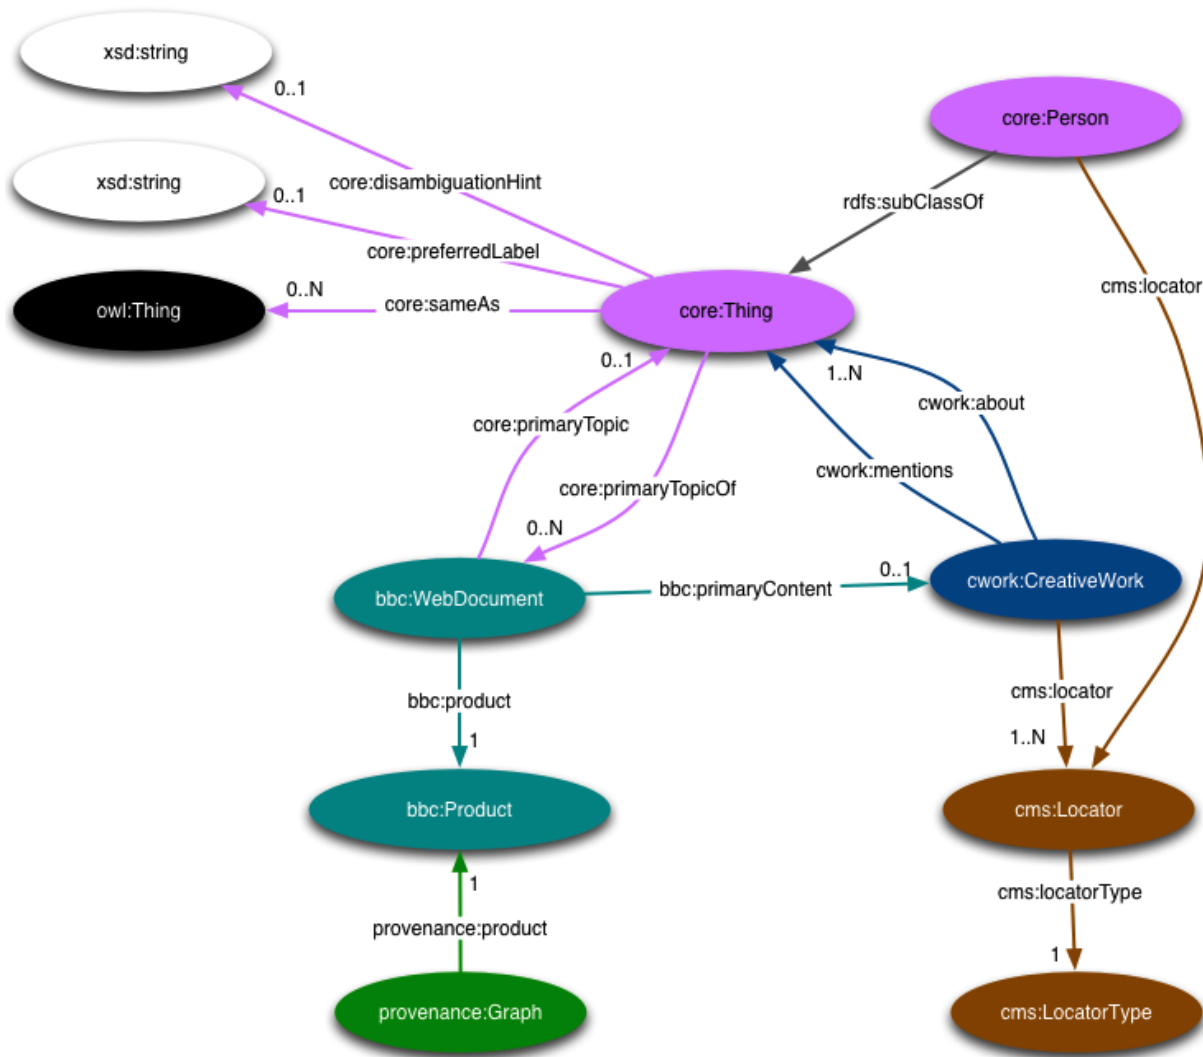 xsd:string
0..1
core:Person
xsd:string
core:disambiguationHint
0..1
rdfs:subClassOf
core:preferredLabel
cms:locator
0..N
owl:Thing
core:sameAs
core:Thing
0..1
1..N
cwork:about
core:primaryTopic
cwork:mentions
core:primaryTopicOf
0..N
0..1
cwork:CreativeWork
bbc:WebDocument
bbc:primaryContent
cms:locator
bbc:product
1..N
1
bbc:Product
cms:Locator
1
cms:locatorType
provenance:product
1
provenance:Graph
cms:LocatorType